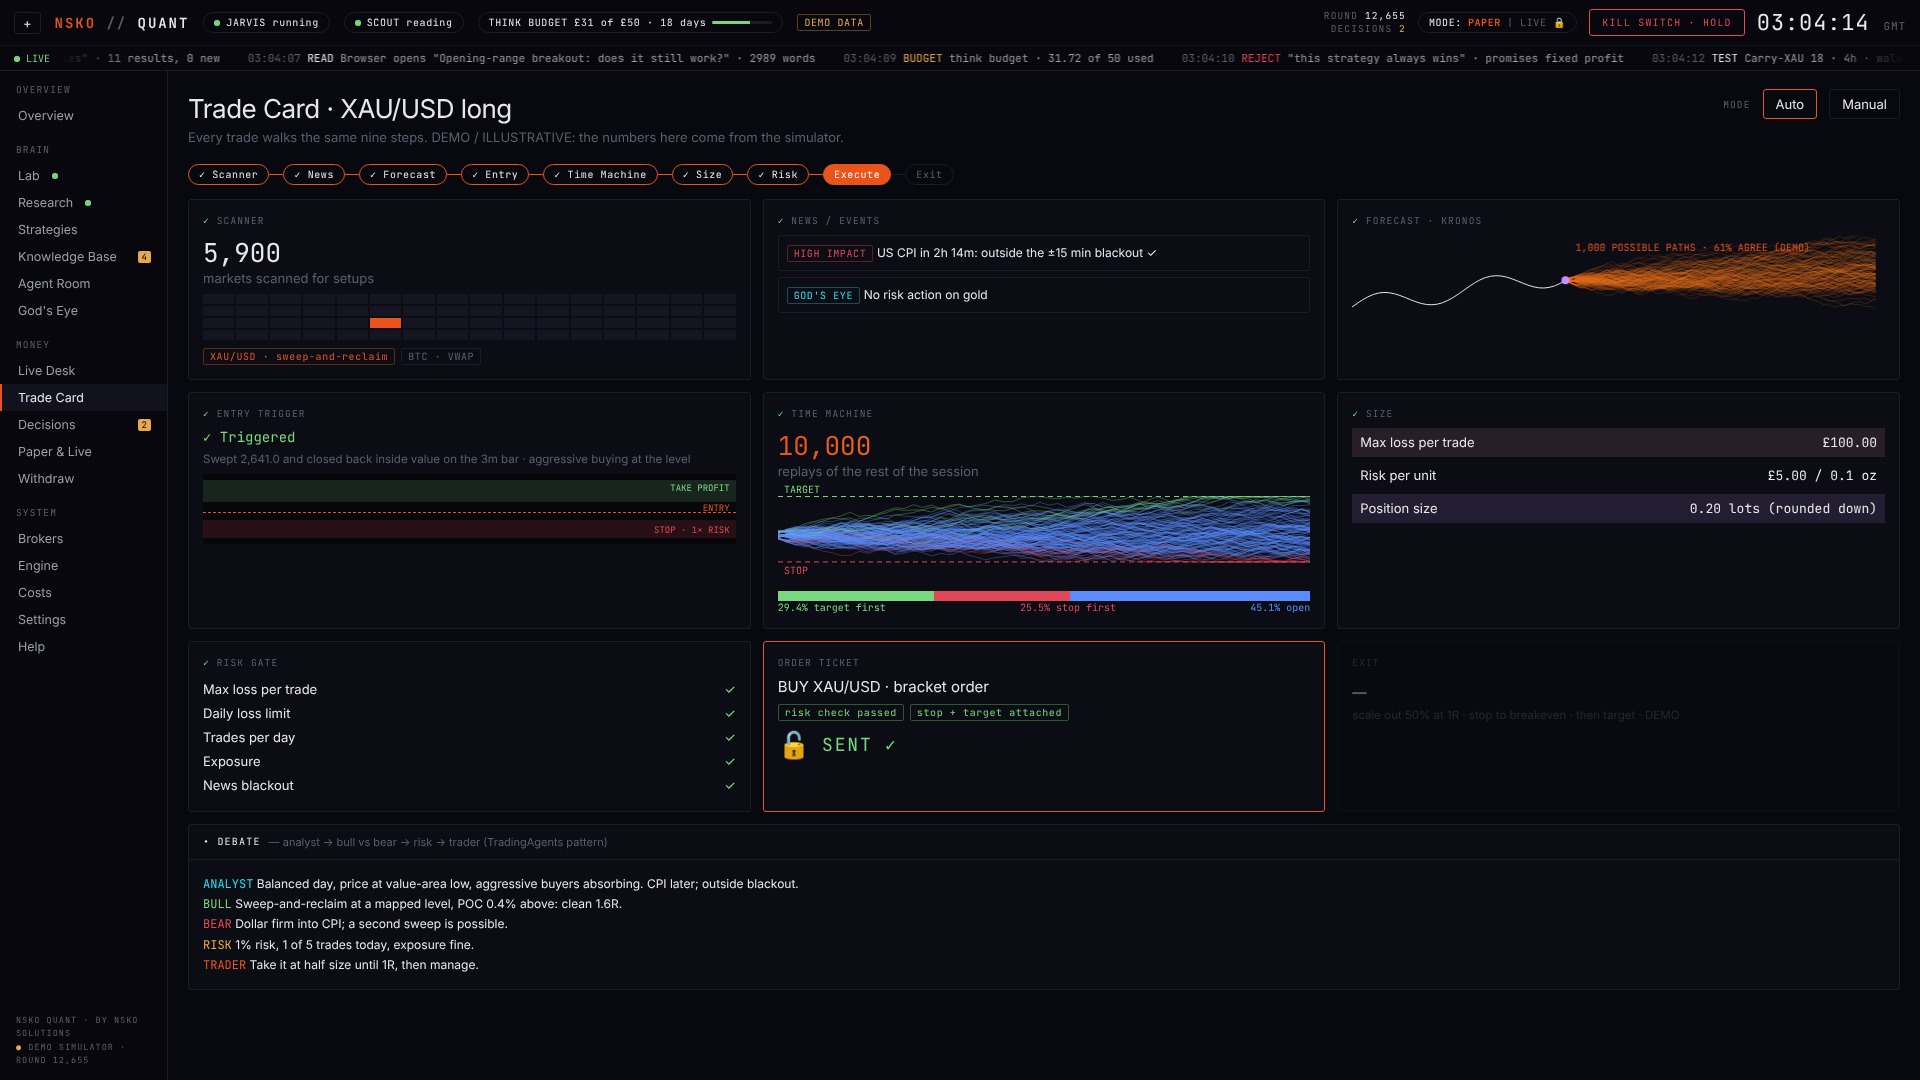 + NSKO // QUANT JARVIS running SCOUT reading THINK BUDGET £31 of £50 · 18 days DEMO DATA
ROUND 12,655
DECISIONS 2
MODE: PAPER | LIVE 🔒 KILL SWITCH · HOLD 03:04:14 GMT
LIVE · 11 results, 0 new 03:04:07 READ Browser opens "Opening-range breakout: does it still work?" · 2989 words 03:04:09 BUDGET think budget · 31.72 of 50 used 03:04:10 REJECT "this strategy always wins" · promises fixed profit 03:04:12 TEST Carry-XAU 18 · 4h ·
OVERVIEW
Overview
BRAIN
Lab
Research
Strategies
Knowledge Base 4
Agent Room
God's Eye
MONEY
Live Desk
Trade Card
Decisions 2
Paper & Live
Withdraw
SYSTEM
Brokers
Engine
Costs
Settings
Help
NSKO QUANT · BY NSKO
SOLUTIONS
DEMO SIMULATOR ·
ROUND 12,655
Trade Card · XAU/USD long
MODE Auto Manual
Every trade walks the same nine steps. DEMO / ILLUSTRATIVE: the numbers here come from the simulator.
✓ Scanner ✓ News ✓ Forecast ✓ Entry ✓ Time Machine ✓ Size ✓ Risk Execute Exit
✓ SCANNER
5,900
markets scanned for setups
XAU/USD · sweep-and-reclaim BTC · VWAP
✓ NEWS / EVENTS
HIGH IMPACT US CPI in 2h 14m: outside the ±15 min blackout ✓
GOD'S EYE No risk action on gold
✓ FORECAST · KRONOS
1,000 POSSIBLE PATHS · 61% AGREE (DEMO)
✓ ENTRY TRIGGER
✓ Triggered
Swept 2,641.0 and closed back inside value on the 3m bar · aggressive buying at the level
TAKE PROFIT
ENTRY
STOP · 1× RISK
✓ TIME MACHINE
10,000
replays of the rest of the session
TARGET
STOP
29.4% target first 25.5% stop first 45.1% open
✓ SIZE
Max loss per trade £100.00
Risk per unit £5.00 / 0.1 oz
Position size 0.20 lots (rounded down)
✓ RISK GATE
Max loss per trade ✓
Daily loss limit ✓
Trades per day ✓
Exposure ✓
News blackout ✓
ORDER TICKET
BUY XAU/USD · bracket order
risk check passed stop + target attached
🔓 SENT ✓
EXIT
—
scale out 50% at 1R · stop to breakeven · then target · DEMO
• DEBATE — analyst → bull vs bear → risk → trader (TradingAgents pattern)
ANALYST Balanced day, price at value-area low, aggressive buyers absorbing. CPI later; outside blackout.
BULL Sweep-and-reclaim at a mapped level, POC 0.4% above: clean 1.6R.
BEAR Dollar firm into CPI; a second sweep is possible.
RISK 1% risk, 1 of 5 trades today, exposure fine.
TRADER Take it at half size until 1R, then manage.